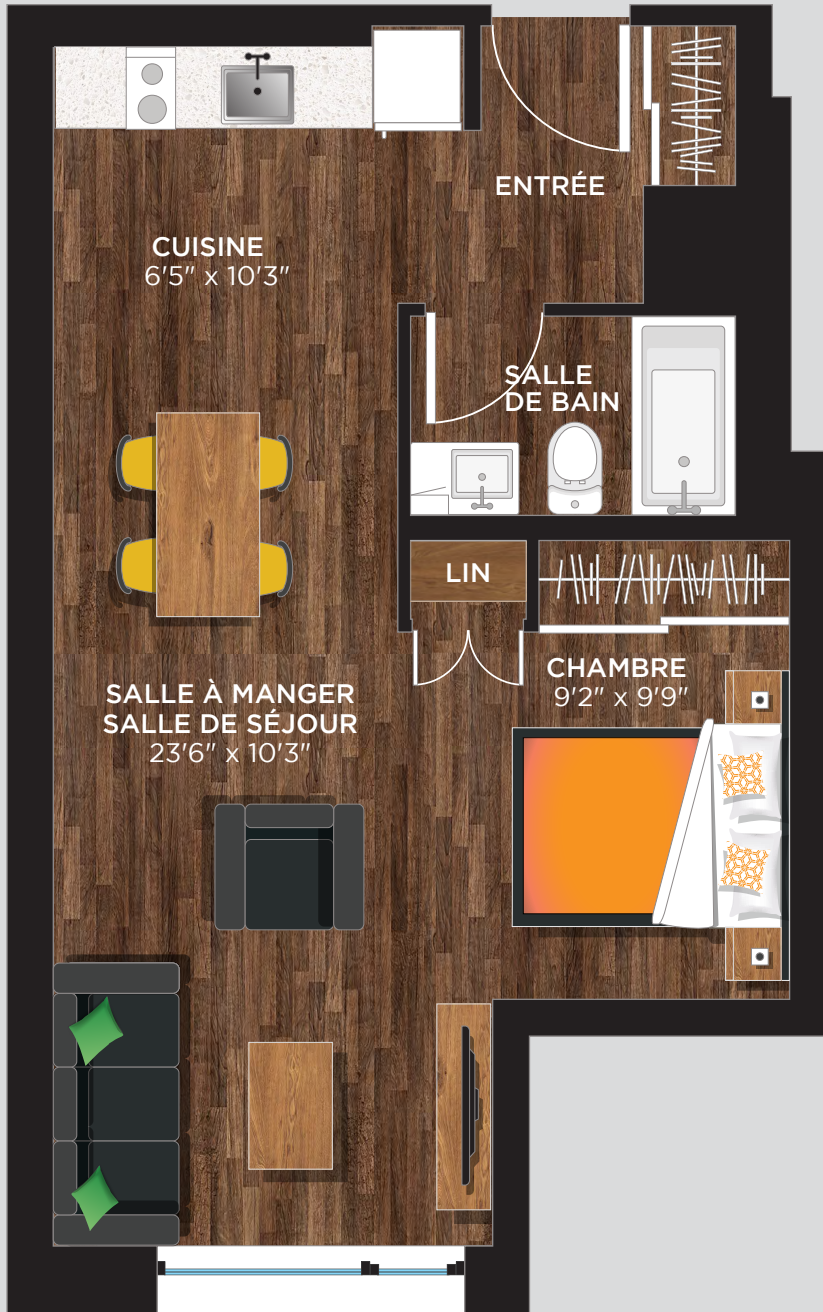 ENTRÉE
CUISINE
6'5" x 10'3"
SALLE
DE BAIN
LIN
CHAMBRE
9'2" x 9'9"
SALLE À MANGER
SALLE DE SÉJOUR
23'6" x 10'3"